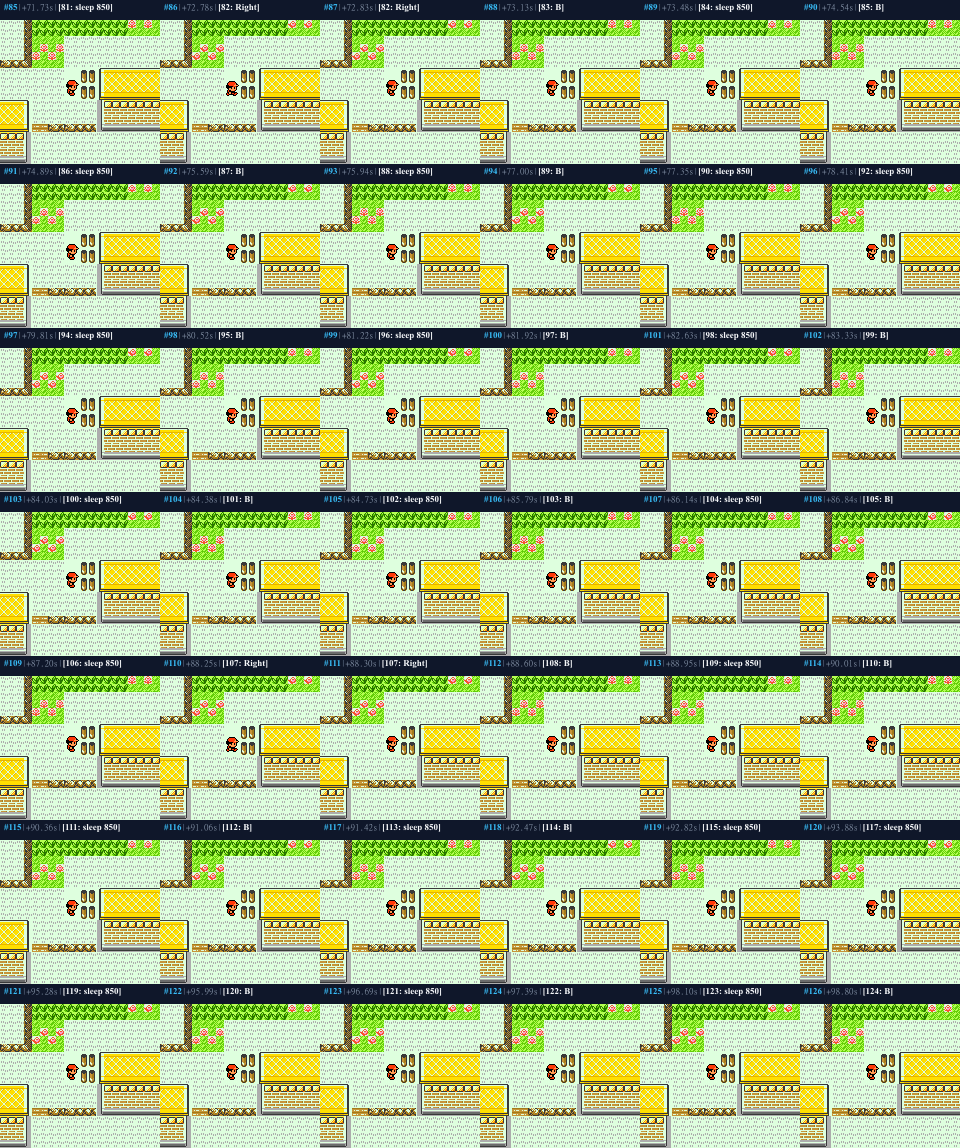 #85|+71.73s|[81: sleep 850] #86|+72.78s|[82: Right] #87|+72.83s|[82: Right] #88|+73.13s|[83: B] #89|+73.48s|[84: sleep 850] #90|+74.54s|[85: B]
#91|+74.89s|[86: sleep 850] #92|+75.59s|[87: B] #93|+75.94s|[88: sleep 850] #94|+77.00s|[89: B] #95|+77.35s|[90: sleep 850] #96|+78.41s|[92: sleep 850]
#97|+79.81s|[94: sleep 850] #98|+80.52s|[95: B] #99|+81.22s|[96: sleep 850] #100|+81.92s|[97: B] #101|+82.63s|[98: sleep 850] #102|+83.33s|[99: B]
#103|+84.03s|[100: sleep 850] #104|+84.38s|[101: B] #105|+84.73s|[102: sleep 850] #106|+85.79s|[103: B] #107|+86.14s|[104: sleep 850] #108|+86.84s|[105: B]
#109|+87.20s|[106: sleep 850] #110|+88.25s|[107: Right] #111|+88.30s|[107: Right] #112|+88.60s|[108: B] #113|+88.95s|[109: sleep 850] #114|+90.01s|[110: B]
#115|+90.36s|[111: sleep 850] #116|+91.06s|[112: B] #117|+91.42s|[113: sleep 850] #118|+92.47s|[114: B] #119|+92.82s|[115: sleep 850] #120|+93.88s|[117: sleep 850]
#121|+95.28s|[119: sleep 850] #122|+95.99s|[120: B] #123|+96.69s|[121: sleep 850] #124|+97.39s|[122: B] #125|+98.10s|[123: sleep 850] #126|+98.80s|[124: B]